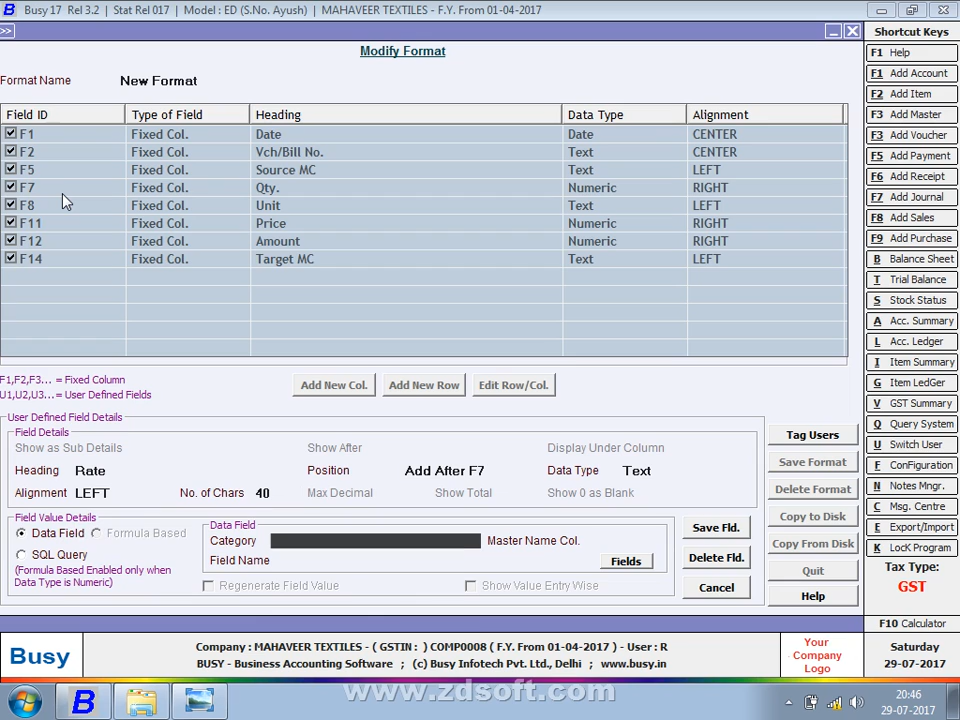 Busy 17 Rel 3.2 | Stat Rel 017 | Model : ED (S.No. Ayush) | MAHAVEER TEXTILES - F.Y. From 01-04-2017
>>
Modify Format
Format Name New Format
Field ID Type of Field Heading Data Type Alignment
F1 Fixed Col. Date Date CENTER
F2 Fixed Col. Vch/Bill No. Text CENTER
F5 Fixed Col. Source MC Text LEFT
F7 Fixed Col. Qty. Numeric RIGHT
F8 Fixed Col. Unit Text LEFT
F11 Fixed Col. Price Numeric RIGHT
F12 Fixed Col. Amount Numeric RIGHT
F14 Fixed Col. Target MC Text LEFT
F1,F2,F3... = Fixed Column
U1,U2,U3... = User Defined Fields
Add New Col. Add New Row Edit Row/Col.
User Defined Field Details
Field Details
Show as Sub Details Show After Display Under Column
Heading Rate Position Add After F7 Data Type Text
Alignment LEFT No. of Chars 40 Max Decimal Show Total Show 0 as Blank
Field Value Details
Data Field Formula Based
SQL Query
(Formula Based Enabled only when
Data Type is Numeric)
Data Field
Category Master Name Col.
Field Name Fields
Regenerate Field Value Show Value Entry Wise
Save Fld.
Delete Fld.
Cancel
Tag Users
Save Format
Delete Format
Copy to Disk
Copy From Disk
Quit
Help
Shortcut Keys
F1 Help
F1 Add Account
F2 Add Item
F3 Add Master
F3 Add Voucher
F5 Add Payment
F6 Add Receipt
F7 Add Journal
F8 Add Sales
F9 Add Purchase
B Balance Sheet
T Trial Balance
S Stock Status
A Acc. Summary
L Acc. Ledger
I Item Summary
G Item LedGer
V GST Summary
Q Query System
U Switch User
F ConFiguration
N Notes Mngr.
C Msg. Centre
E Export/Import
K LocK Program
Tax Type:
GST
F10 Calculator
Busy
Company : MAHAVEER TEXTILES - ( GSTIN : ) COMP0008 ( F.Y. From 01-04-2017 ) - User : R
BUSY - Business Accounting Software ; (c) Busy Infotech Pvt. Ltd., Delhi ; www.busy.in
Your
Company
Logo
Saturday
29-07-2017
B
www.zdsoft.com
20:46
29-07-2017